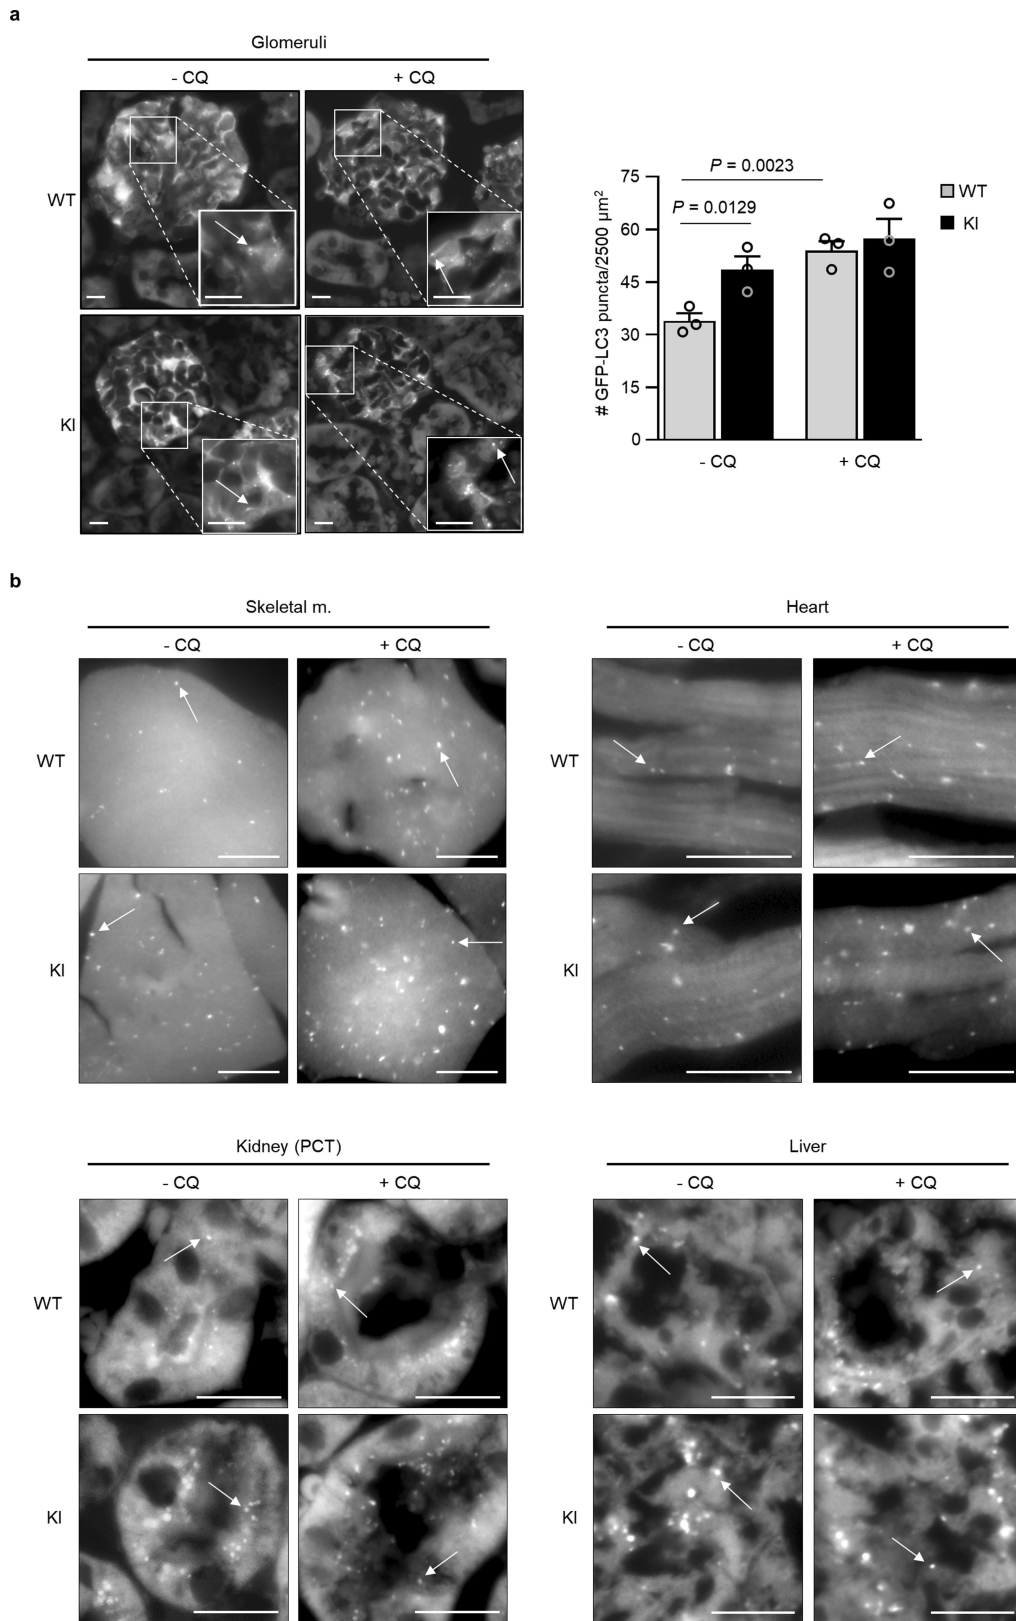 a
Glomeruli
- CQ
+ CQ
WT
KI
P = 0.0023
P = 0.0129
# GFP-LC3 puncta/2500 µm²
75
60
45
30
15
0
- CQ
+ CQ
WT
KI
b
Skeletal m.
- CQ
+ CQ
WT
KI
Heart
- CQ
+ CQ
WT
KI
Kidney (PCT)
- CQ
+ CQ
WT
KI
Liver
- CQ
+ CQ
WT
KI